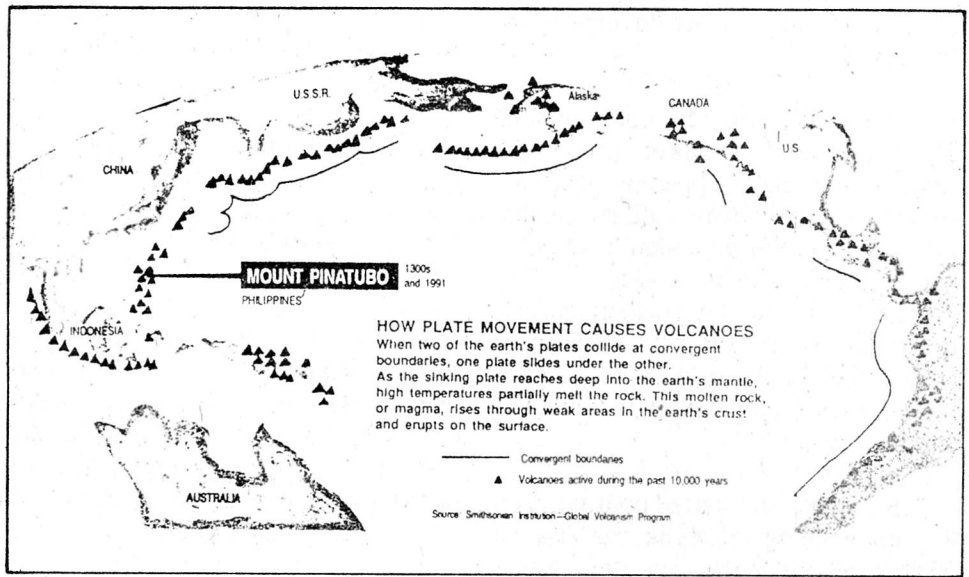 U.S.S.R.
Alaska
CANADA
CHINA
U.S.
MOUNT PINATUBO
1300s
and 1991
PHILIPPINES
INDONESIA
HOW PLATE MOVEMENT CAUSES VOLCANOES
When two of the earth's plates collide at convergent
boundaries, one plate slides under the other.
As the sinking plate reaches deep into the earth's mantle,
high temperatures partially melt the rock. This molten rock,
or magma, rises through weak areas in the earth's crust
and erupts on the surface.
Convergent boundaries
Volcanoes active during the past 10,000 years
AUSTRALIA
Source: Smithsonian Institution—Global Volcanism Program